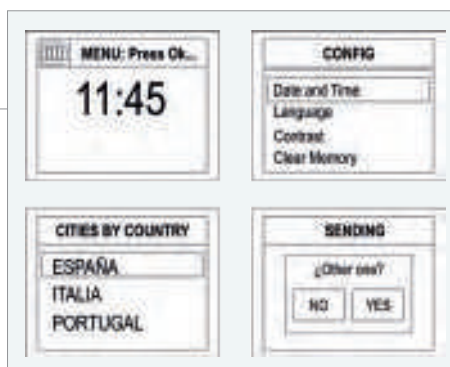 MENU: Press Ok...
11:45
CONFIG
Date and Time
Language
Contrast
Clear Memory
CITIES BY COUNTRY
ESPAÑA
ITALIA
PORTUGAL
SENDING
¿Other one?
NO YES